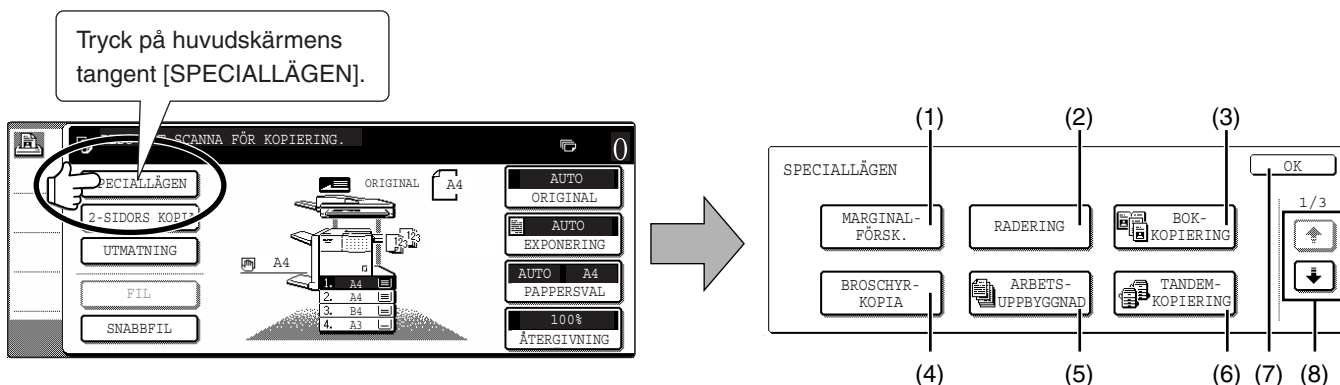 Tryck på huvudskärmens
tangent [SPECIALLÄGEN].
SCANNA FÖR KOPIERING.
0
PECIALLÄGEN
2-SIDORS KOPIA
UTMATNING
FIL
SNABBFIL
ORIGINAL A4
A4
1. A4
2. A4
3. B4
4. A3
AUTO
ORIGINAL
AUTO
EXPONERING
AUTO A4
PAPPERSVAL
100%
ÅTERGIVNING
(1) (2) (3)
SPECIALLÄGEN
OK
1/3
MARGINAL-
FÖRSK.
RADERING
BOK-
KOPIERING
BROSCHYR-
KOPIA
ARBETS-
UPPBYGGNAD
TANDEM-
KOPIERING
(4) (5) (6) (7) (8)